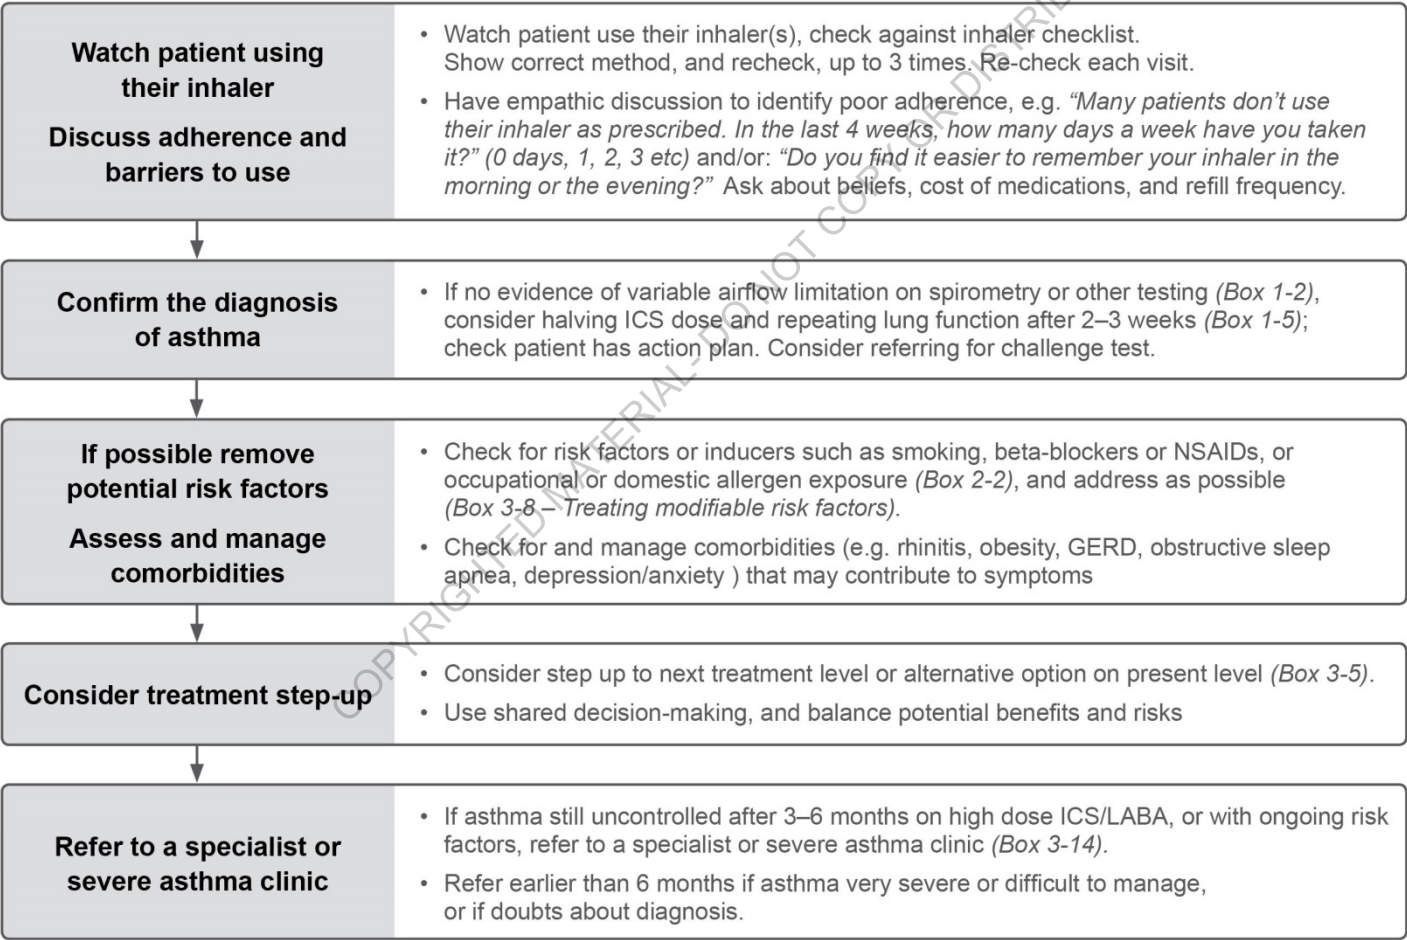 Watch patient using
their inhaler
Discuss adherence and
barriers to use
• Watch patient use their inhaler(s), check against inhaler checklist.
Show correct method, and recheck, up to 3 times. Re-check each visit.
• Have empathic discussion to identify poor adherence, e.g. “Many patients don’t use
their inhaler as prescribed. In the last 4 weeks, how many days a week have you taken
it?” (0 days, 1, 2, 3 etc) and/or: “Do you find it easier to remember your inhaler in the
morning or the evening?” Ask about beliefs, cost of medications, and refill frequency.
Confirm the diagnosis
of asthma
• If no evidence of variable airflow limitation on spirometry or other testing (Box 1-2),
consider halving ICS dose and repeating lung function after 2–3 weeks (Box 1-5);
check patient has action plan. Consider referring for challenge test.
If possible remove
potential risk factors
Assess and manage
comorbidities
• Check for risk factors or inducers such as smoking, beta-blockers or NSAIDs, or
occupational or domestic allergen exposure (Box 2-2), and address as possible
(Box 3-8 – Treating modifiable risk factors).
• Check for and manage comorbidities (e.g. rhinitis, obesity, GERD, obstructive sleep
apnea, depression/anxiety ) that may contribute to symptoms
Consider treatment step-up
• Consider step up to next treatment level or alternative option on present level (Box 3-5).
• Use shared decision-making, and balance potential benefits and risks
Refer to a specialist or
severe asthma clinic
• If asthma still uncontrolled after 3–6 months on high dose ICS/LABA, or with ongoing risk
factors, refer to a specialist or severe asthma clinic (Box 3-14).
• Refer earlier than 6 months if asthma very severe or difficult to manage,
or if doubts about diagnosis.
COPYRIGHTED MATERIAL- DO NOT COPY OR DISTRIB